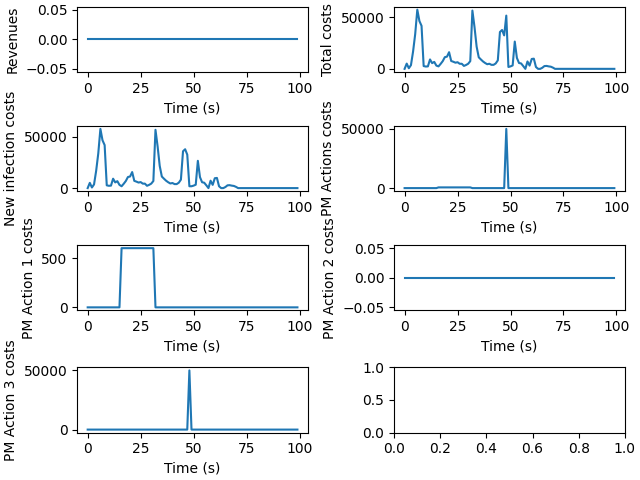 Revenues
0.05
0.00
−0.05
0 25 50 75 100
Time (s)
Total costs
50000
0
0 25 50 75 100
Time (s)
New infection costs
50000
0
0 25 50 75 100
Time (s)
PM Actions costs
50000
0
0 25 50 75 100
Time (s)
PM Action 1 costs
500
0
0 25 50 75 100
Time (s)
PM Action 2 costs
0.05
0.00
−0.05
0 25 50 75 100
Time (s)
PM Action 3 costs
50000
0
0 25 50 75 100
Time (s)
1.0
0.5
0.0
0.0 0.2 0.4 0.6 0.8 1.0